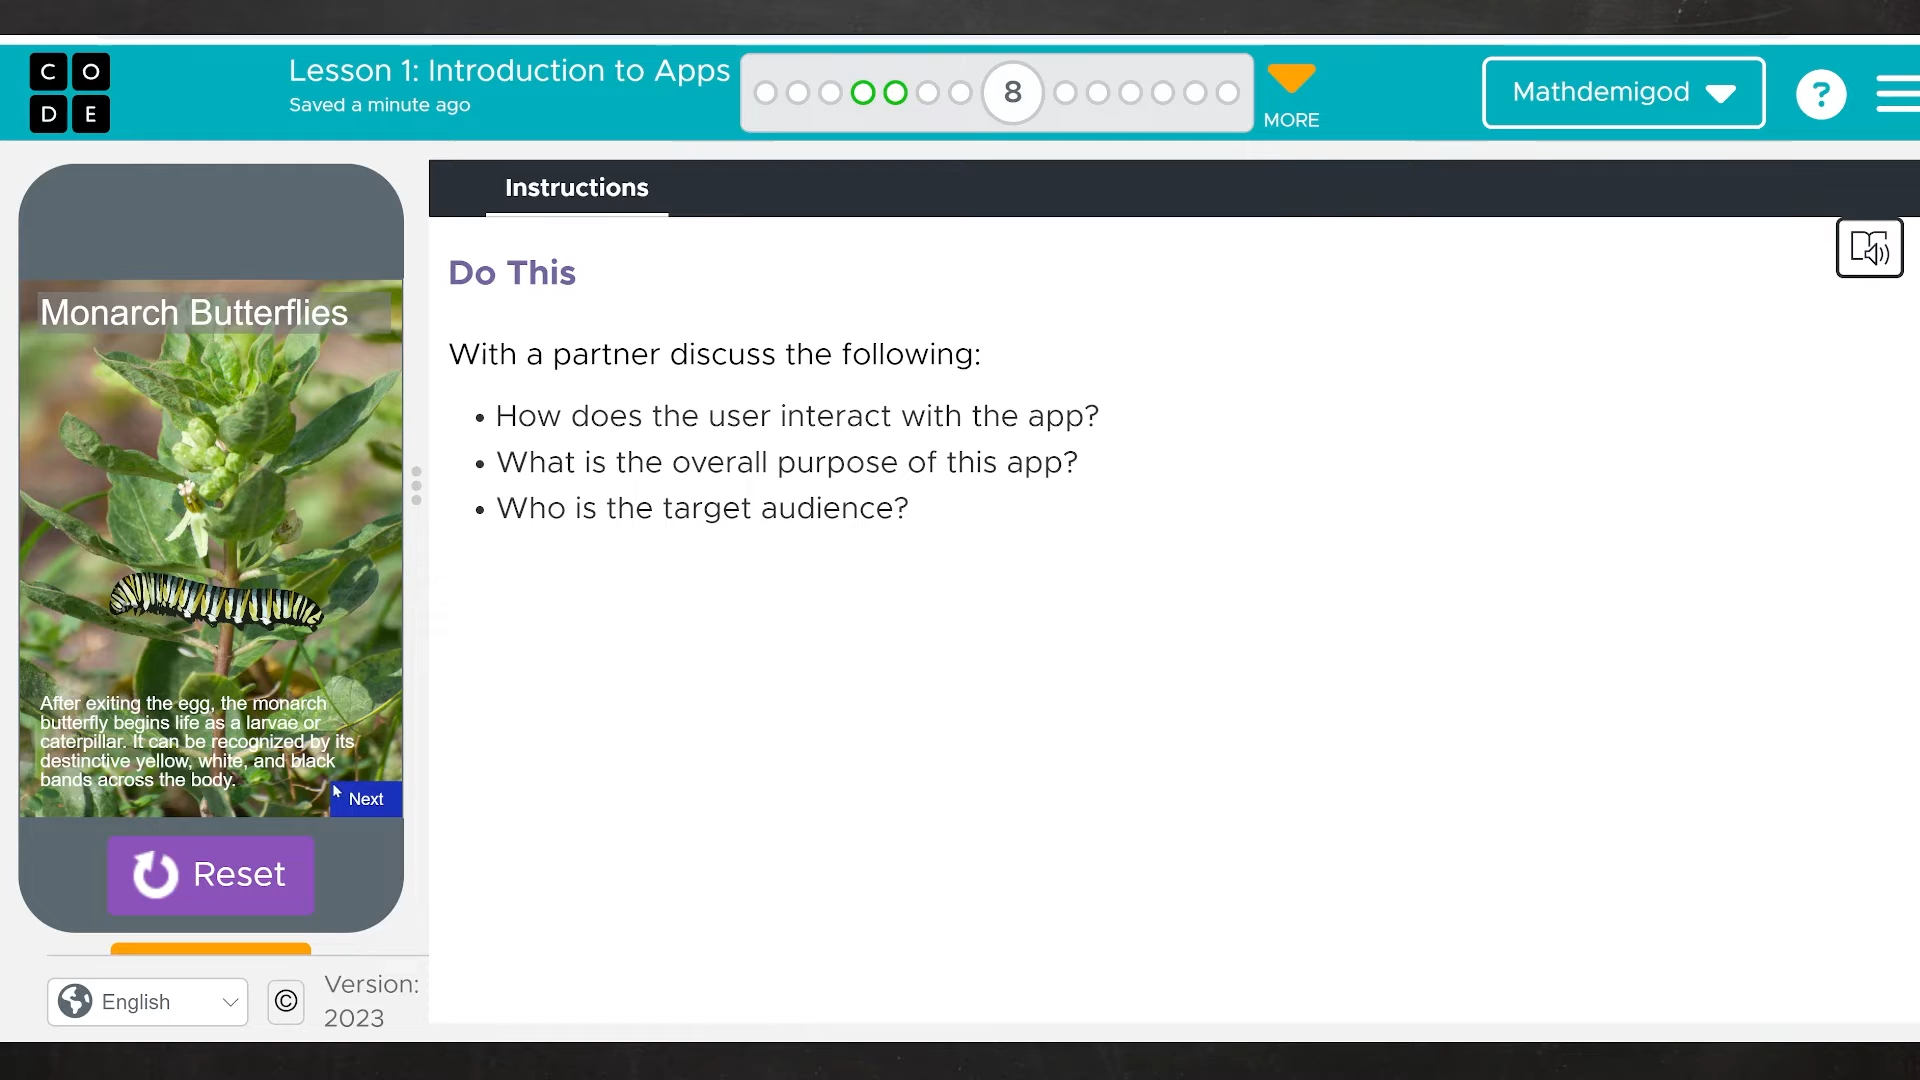 C O
D E
Lesson 1: Introduction to Apps
Saved a minute ago
8
MORE
Mathdemigod
?
Instructions
Do This
With a partner discuss the following:
• How does the user interact with the app?
• What is the overall purpose of this app?
• Who is the target audience?
Monarch Butterflies
After exiting the egg, the monarch
butterfly begins life as a larvae or
caterpillar. It can be recognized by its
destinctive yellow, white, and black
bands across the body.
Next
Reset
English
©
Version:
2023